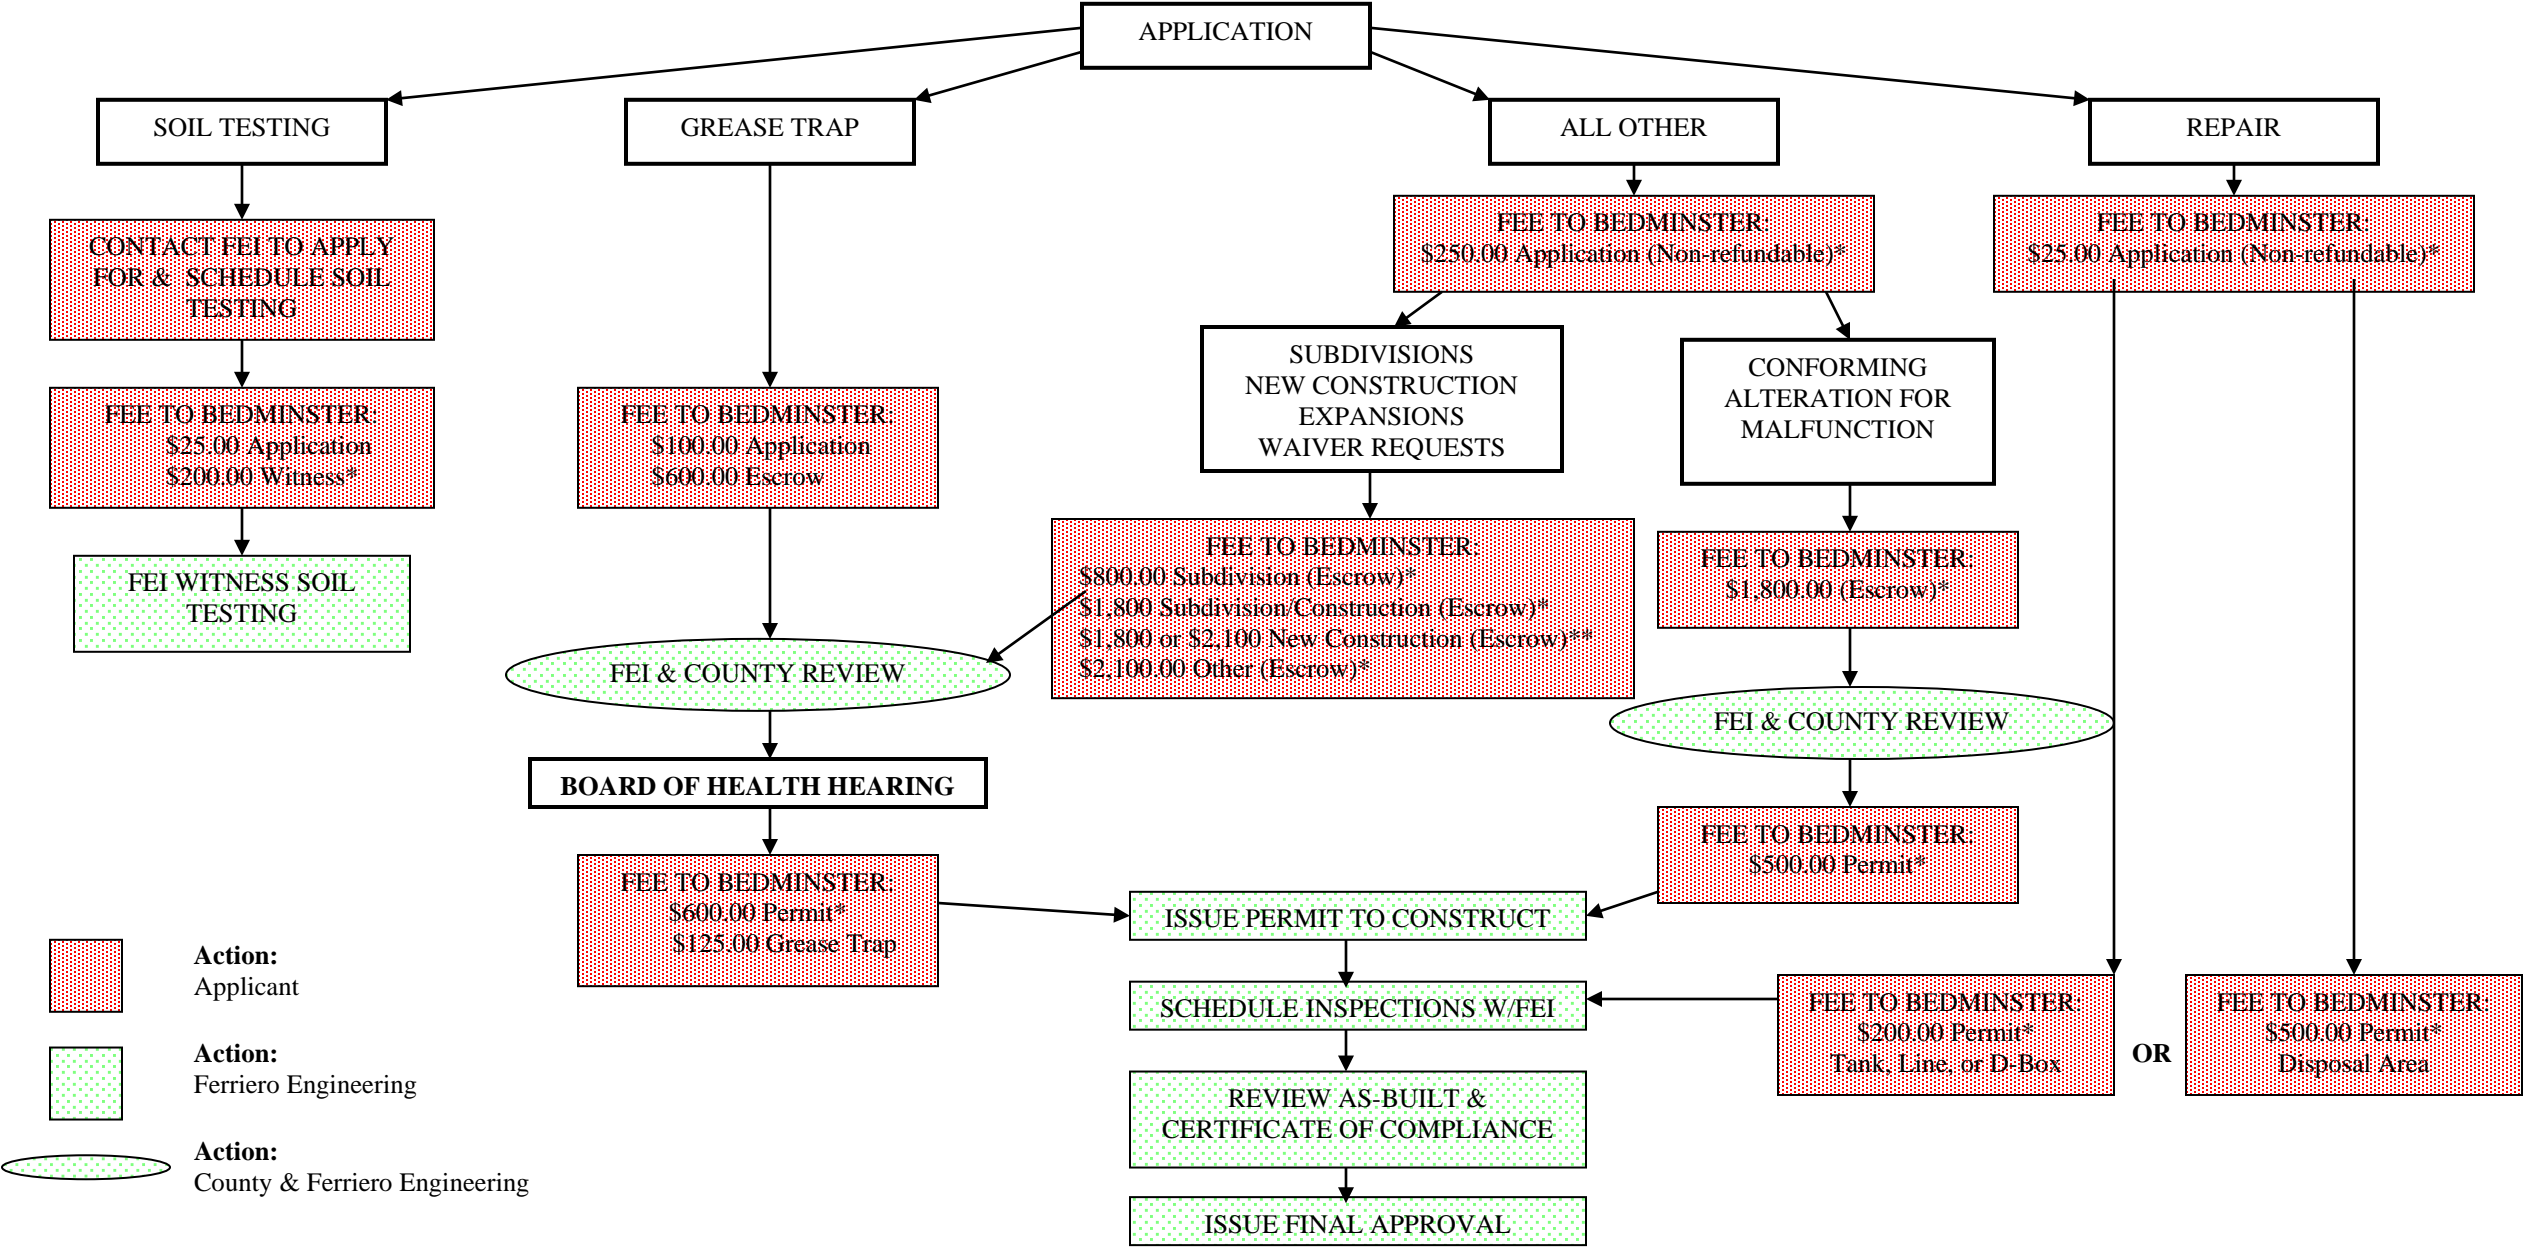 APPLICATION
SOIL TESTING
GREASE TRAP
ALL OTHER
REPAIR
CONTACT FEI TO APPLY
FOR & SCHEDULE SOIL
TESTING
FEE TO BEDMINSTER:
$25.00 Application
$200.00 Witness*
FEI WITNESS SOIL
TESTING
FEE TO BEDMINSTER:
$100.00 Application
$600.00 Escrow
FEI & COUNTY REVIEW
BOARD OF HEALTH HEARING
FEE TO BEDMINSTER:
$600.00 Permit*
$125.00 Grease Trap
FEE TO BEDMINSTER:
$250.00 Application (Non-refundable)*
SUBDIVISIONS
NEW CONSTRUCTION
EXPANSIONS
WAIVER REQUESTS
FEE TO BEDMINSTER:
$800.00 Subdivision (Escrow)*
$1,800 Subdivision/Construction (Escrow)*
$1,800 or $2,100 New Construction (Escrow)**
$2,100.00 Other (Escrow)*
CONFORMING
ALTERATION FOR
MALFUNCTION
FEE TO BEDMINSTER:
$1,800.00 (Escrow)*
FEI & COUNTY REVIEW
FEE TO BEDMINSTER:
$500.00 Permit*
FEE TO BEDMINSTER:
$25.00 Application (Non-refundable)*
FEE TO BEDMINSTER:
$200.00 Permit*
Tank, Line, or D-Box
OR
FEE TO BEDMINSTER:
$500.00 Permit*
Disposal Area
ISSUE PERMIT TO CONSTRUCT
SCHEDULE INSPECTIONS W/FEI
REVIEW AS-BUILT &
CERTIFICATE OF COMPLIANCE
ISSUE FINAL APPROVAL
Action:
Applicant
Action:
Ferriero Engineering
Action:
County & Ferriero Engineering